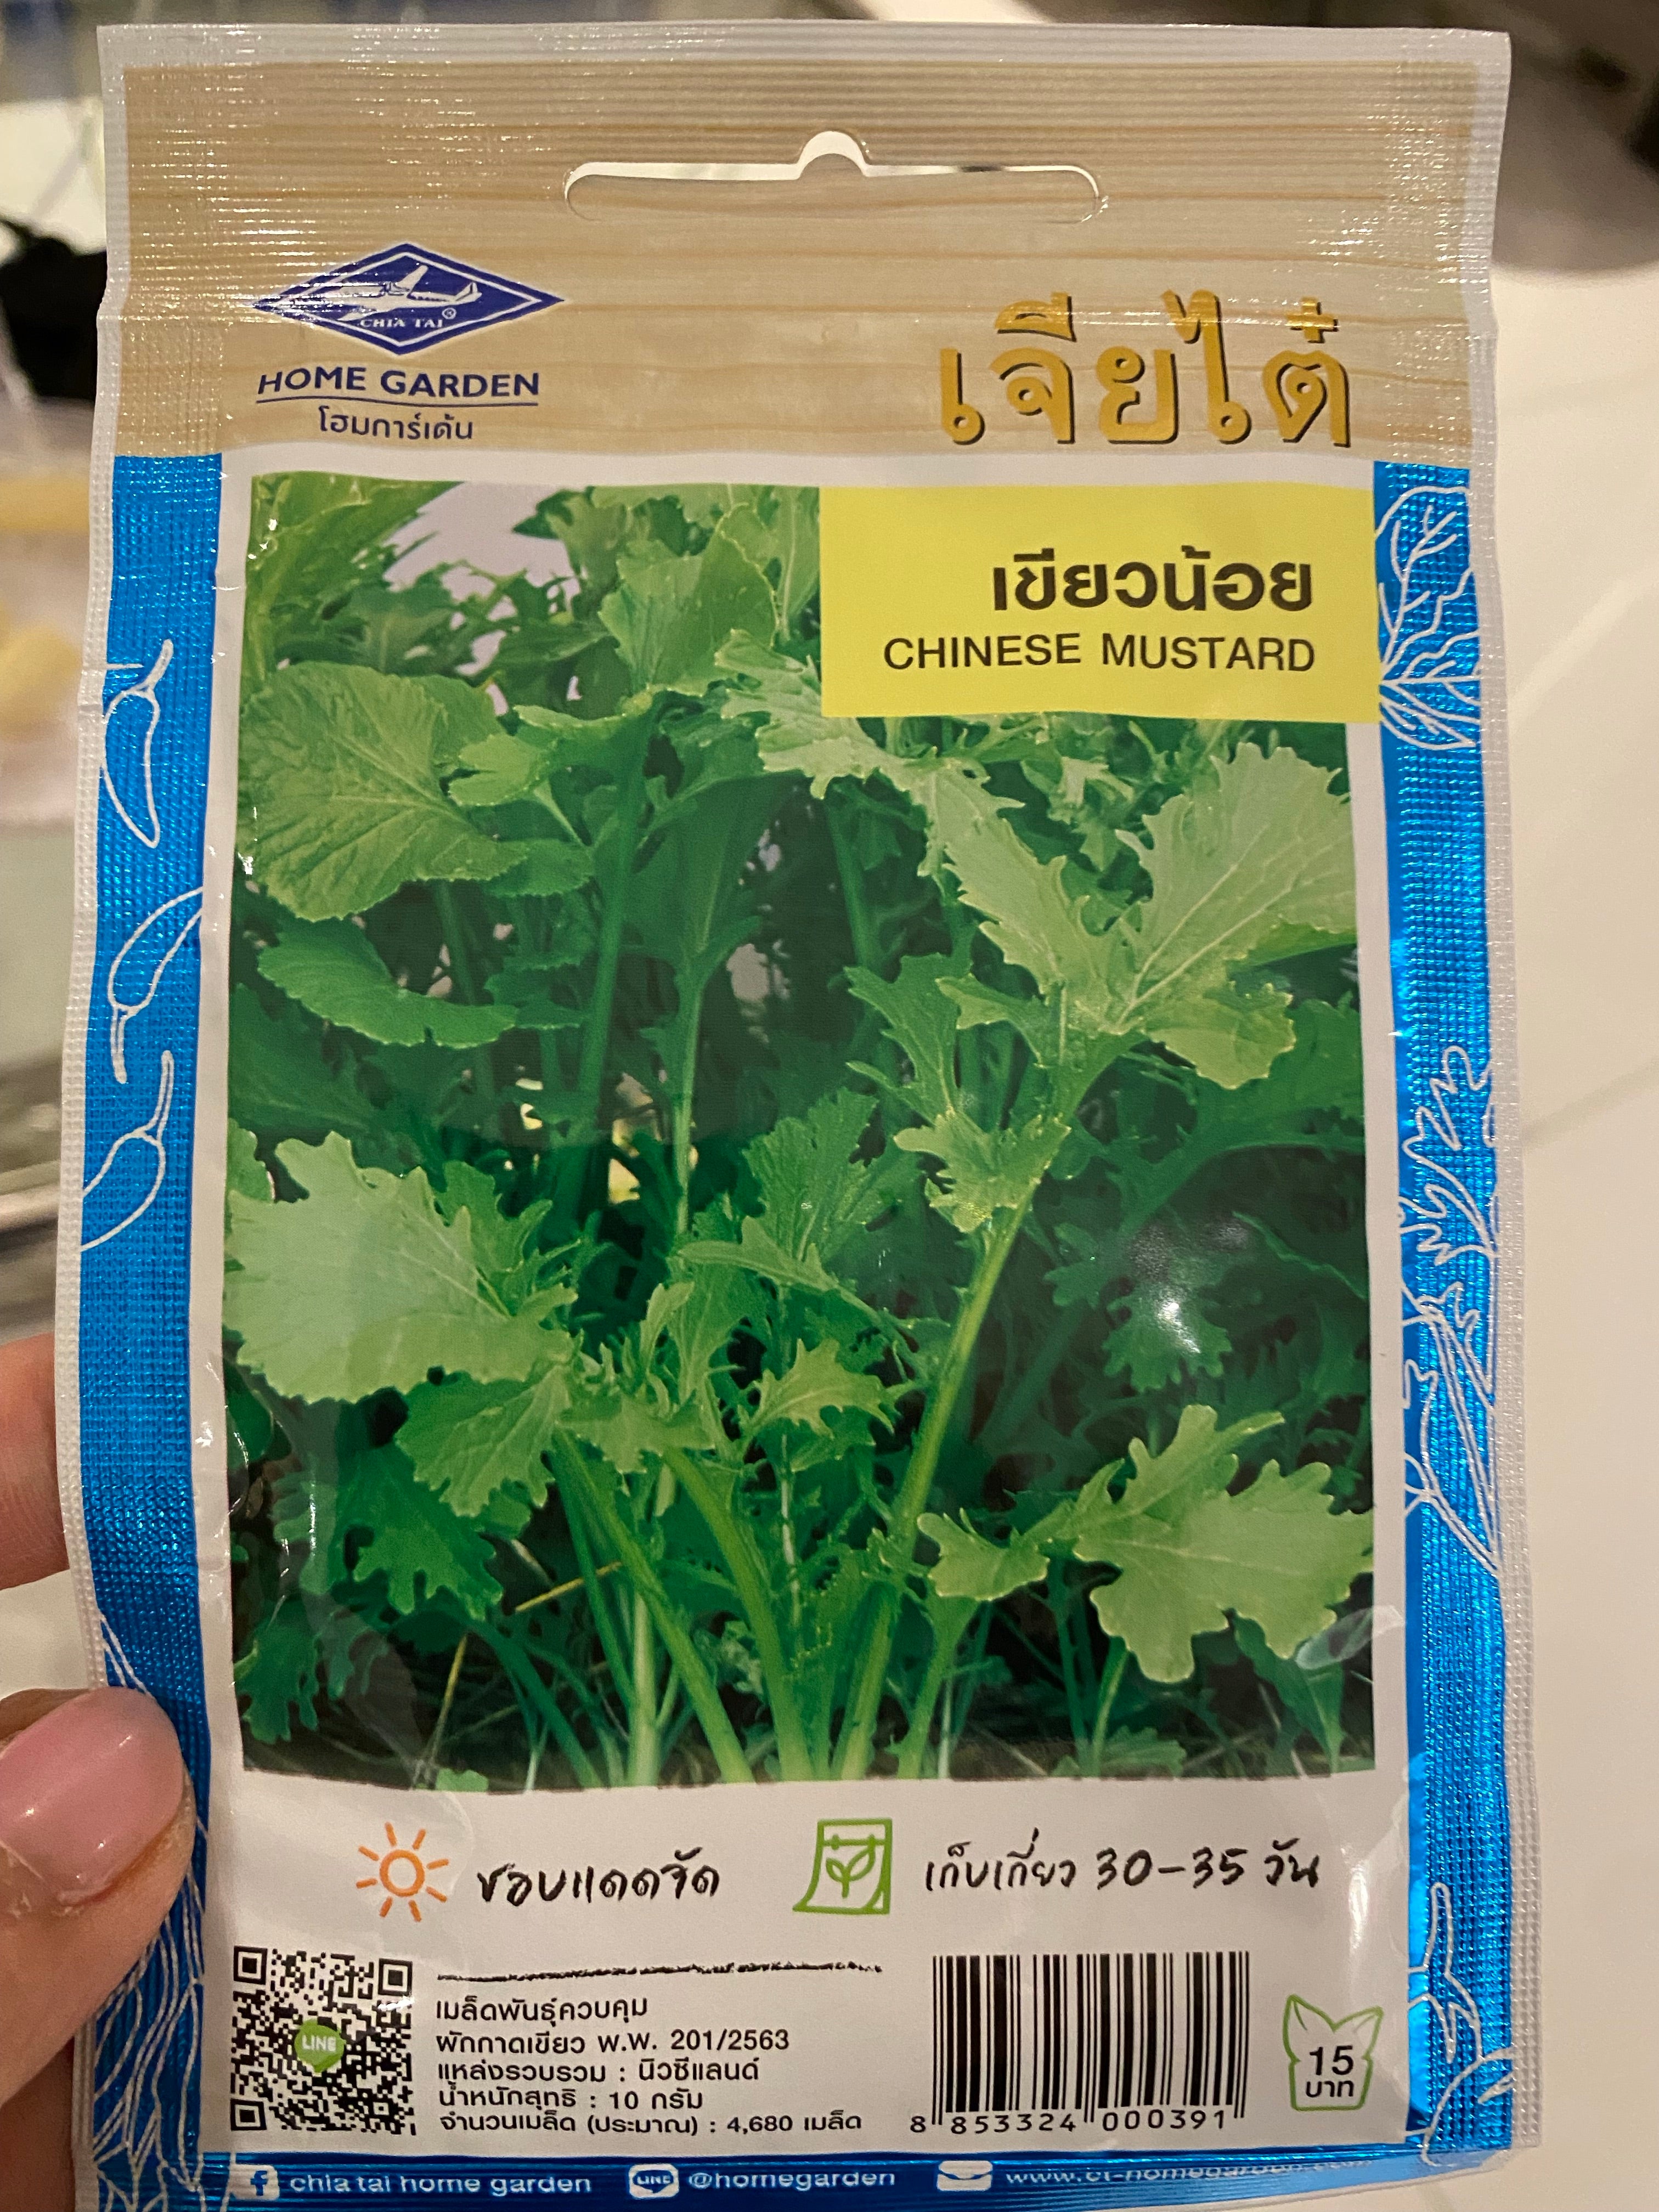 CHIA TAI®
HOME GARDEN
โฮมการ์เด้น
เจียไต๋
เขียวน้อย
CHINESE MUSTARD
ชอบแดดจัด
เก็บเกี่ยว 30-35 วัน
LINE
เมล็ดพันธุ์ควบคุม
ผักกาดเขียว พ.พ. 201/2563
แหล่งรวบรวม : นิวซีแลนด์
น้ำหนักสุทธิ : 10 กรัม
จำนวนเมล็ด (ประมาณ) : 4,680 เมล็ด
8 853324 000391
15
บาท
chia tai home garden
LINE @homegarden
www.ct-homegarden.com